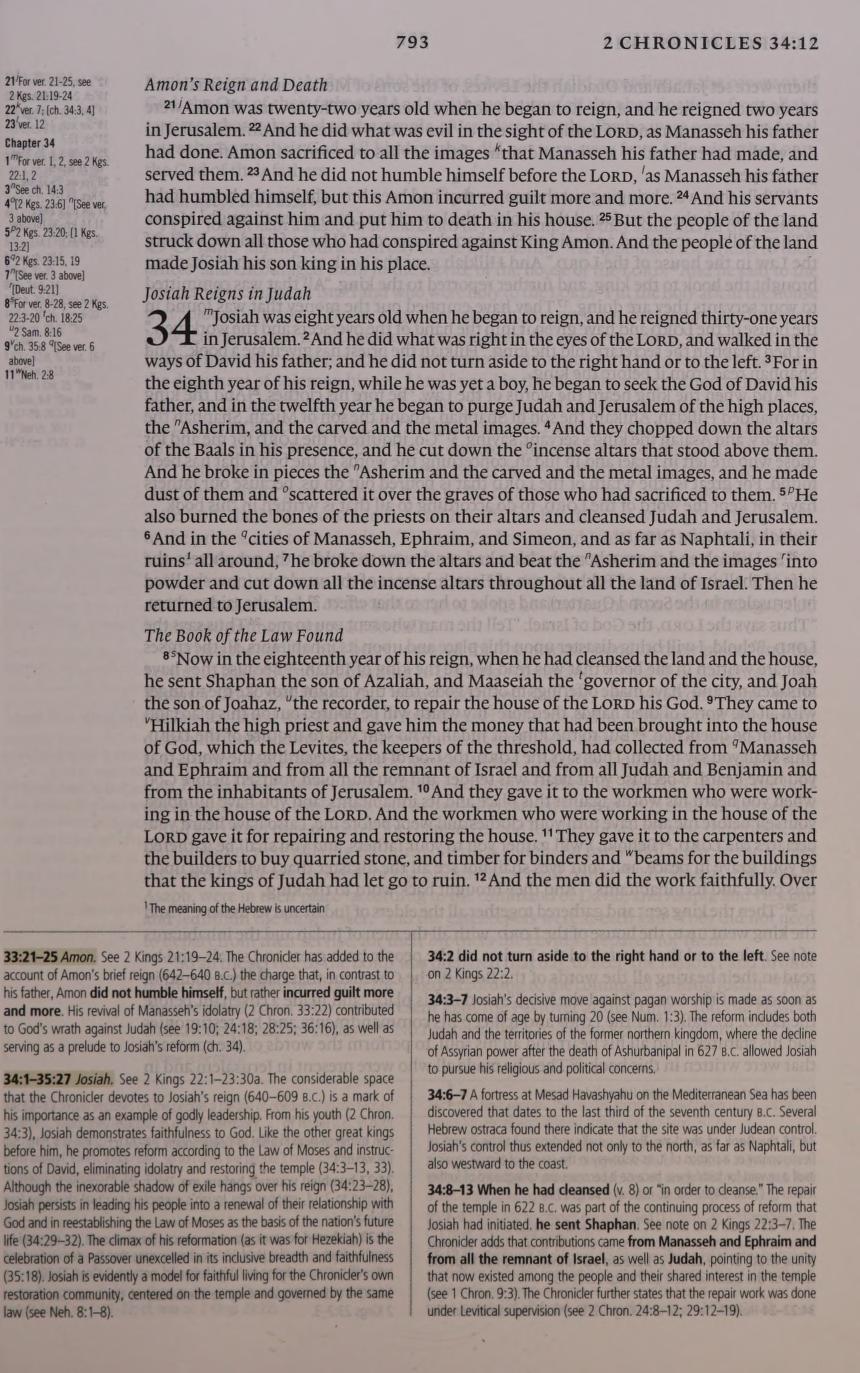 793
2 CHRONICLES 34:12
21 jFor ver. 21-25, see
2 Kgs. 21:19-24
22 kver. 7; [ch. 34:3, 4]
23 lver. 12
Chapter 34
1 mFor ver. 1, 2, see 2 Kgs.
22:1, 2
3 nSee ch. 14:3
4 o[2 Kgs. 23:6] n[See ver.
3 above]
5 p2 Kgs. 23:20; [1 Kgs.
13:2]
6 q2 Kgs. 23:15, 19
7 n[See ver. 3 above]
r[Deut. 9:21]
8 sFor ver. 8-28, see 2 Kgs.
22:3-20 tch. 18:25
u2 Sam. 8:16
9 vch. 35:8 q[See ver. 6
above]
11 wNeh. 2:8
Amon's Reign and Death
21 jAmon was twenty-two years old when he began to reign, and he reigned two years
in Jerusalem. 22 And he did what was evil in the sight of the LORD, as Manasseh his father
had done. Amon sacrificed to all the images kthat Manasseh his father had made, and
served them. 23 And he did not humble himself before the LORD, las Manasseh his father
had humbled himself, but this Amon incurred guilt more and more. 24 And his servants
conspired against him and put him to death in his house. 25 But the people of the land
struck down all those who had conspired against King Amon. And the people of the land
made Josiah his son king in his place.
Josiah Reigns in Judah
34 mJosiah was eight years old when he began to reign, and he reigned thirty-one years
in Jerusalem. 2 And he did what was right in the eyes of the LORD, and walked in the
ways of David his father; and he did not turn aside to the right hand or to the left. 3 For in
the eighth year of his reign, while he was yet a boy, he began to seek the God of David his
father, and in the twelfth year he began to purge Judah and Jerusalem of the high places,
the nAsherim, and the carved and the metal images. 4 And they chopped down the altars
of the Baals in his presence, and he cut down the oincense altars that stood above them.
And he broke in pieces the nAsherim and the carved and the metal images, and he made
dust of them and oscattered it over the graves of those who had sacrificed to them. 5 pHe
also burned the bones of the priests on their altars and cleansed Judah and Jerusalem.
6 And in the qcities of Manasseh, Ephraim, and Simeon, and as far as Naphtali, in their
ruins1 all around, 7 he broke down the altars and beat the nAsherim and the images rinto
powder and cut down all the incense altars throughout all the land of Israel. Then he
returned to Jerusalem.
The Book of the Law Found
8 sNow in the eighteenth year of his reign, when he had cleansed the land and the house,
he sent Shaphan the son of Azaliah, and Maaseiah the tgovernor of the city, and Joah
the son of Joahaz, uthe recorder, to repair the house of the LORD his God. 9 They came to
vHilkiah the high priest and gave him the money that had been brought into the house
of God, which the Levites, the keepers of the threshold, had collected from qManasseh
and Ephraim and from all the remnant of Israel and from all Judah and Benjamin and
from the inhabitants of Jerusalem. 10 And they gave it to the workmen who were work-
ing in the house of the LORD. And the workmen who were working in the house of the
LORD gave it for repairing and restoring the house. 11 They gave it to the carpenters and
the builders to buy quarried stone, and timber for binders and wbeams for the buildings
that the kings of Judah had let go to ruin. 12 And the men did the work faithfully. Over
1 The meaning of the Hebrew is uncertain
33:21–25 Amon. See 2 Kings 21:19–24. The Chronicler has added to the
account of Amon's brief reign (642–640 B.C.) the charge that, in contrast to
his father, Amon did not humble himself, but rather incurred guilt more
and more. His revival of Manasseh's idolatry (2 Chron. 33:22) contributed
to God's wrath against Judah (see 19:10; 24:18; 28:25; 36:16), as well as
serving as a prelude to Josiah's reform (ch. 34).
34:1–35:27 Josiah. See 2 Kings 22:1–23:30a. The considerable space
that the Chronicler devotes to Josiah's reign (640–609 B.C.) is a mark of
his importance as an example of godly leadership. From his youth (2 Chron.
34:3), Josiah demonstrates faithfulness to God. Like the other great kings
before him, he promotes reform according to the Law of Moses and instruc-
tions of David, eliminating idolatry and restoring the temple (34:3–13, 33).
Although the inexorable shadow of exile hangs over his reign (34:23–28),
Josiah persists in leading his people into a renewal of their relationship with
God and in reestablishing the Law of Moses as the basis of the nation's future
life (34:29–32). The climax of his reformation (as it was for Hezekiah) is the
celebration of a Passover unexcelled in its inclusive breadth and faithfulness
(35:18). Josiah is evidently a model for faithful living for the Chronicler's own
restoration community, centered on the temple and governed by the same
law (see Neh. 8:1–8).
34:2 did not turn aside to the right hand or to the left. See note
on 2 Kings 22:2.
34:3–7 Josiah's decisive move against pagan worship is made as soon as
he has come of age by turning 20 (see Num. 1:3). The reform includes both
Judah and the territories of the former northern kingdom, where the decline
of Assyrian power after the death of Ashurbanipal in 627 B.C. allowed Josiah
to pursue his religious and political concerns.
34:6–7 A fortress at Mesad Havashyahu on the Mediterranean Sea has been
discovered that dates to the last third of the seventh century B.C. Several
Hebrew ostraca found there indicate that the site was under Judean control.
Josiah's control thus extended not only to the north, as far as Naphtali, but
also westward to the coast.
34:8–13 When he had cleansed (v. 8) or "in order to cleanse." The repair
of the temple in 622 B.C. was part of the continuing process of reform that
Josiah had initiated. he sent Shaphan. See note on 2 Kings 22:3–7. The
Chronicler adds that contributions came from Manasseh and Ephraim and
from all the remnant of Israel, as well as Judah, pointing to the unity
that now existed among the people and their shared interest in the temple
(see 1 Chron. 9:3). The Chronicler further states that the repair work was done
under Levitical supervision (see 2 Chron. 24:8–12; 29:12–19).